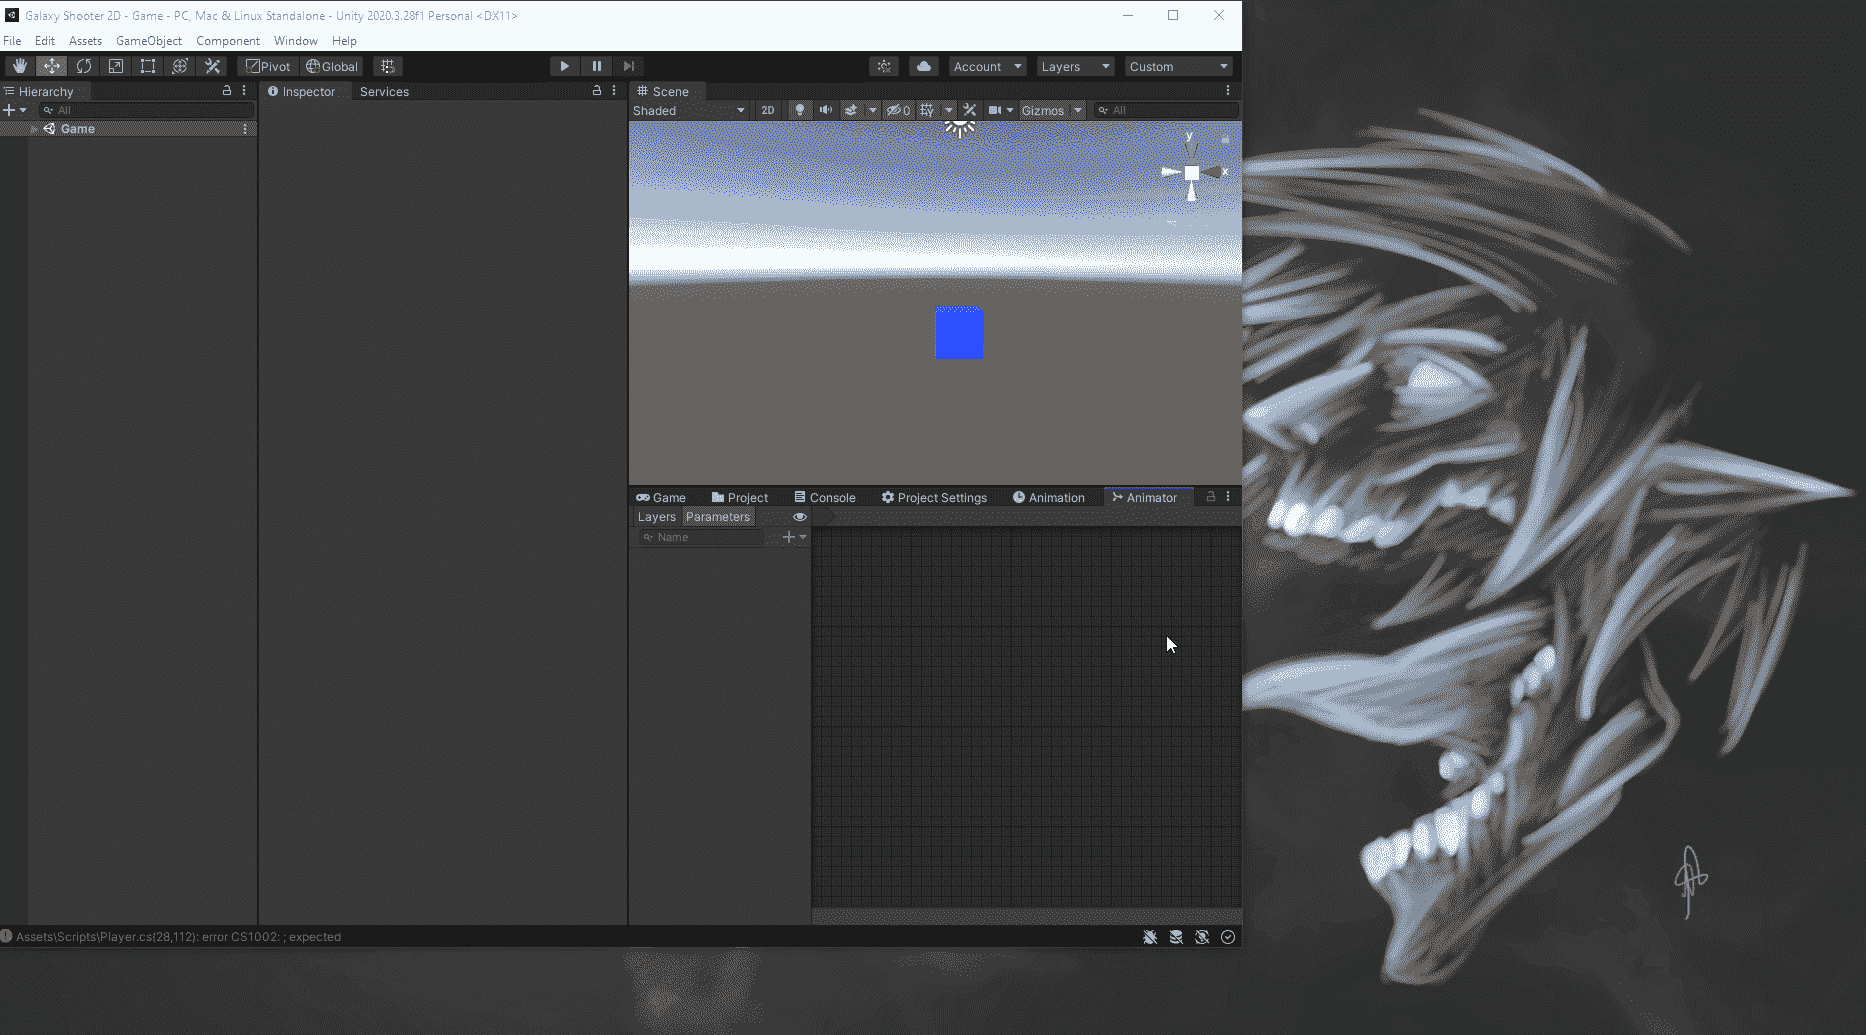 Galaxy Shooter 2D - Game - PC, Mac & Linux Standalone - Unity 2020.3.28f1 Personal <DX11>
File Edit Assets GameObject Component Window Help
Pivot Global Account Layers Custom
Hierarchy Inspector Services Scene
All Shaded 2D 0 Gizmos All
Game
y
x
Game Project Console Project Settings Animation Animator
Layers Parameters
Name
Assets\Scripts\Player.cs(28,112): error CS1002: ; expected